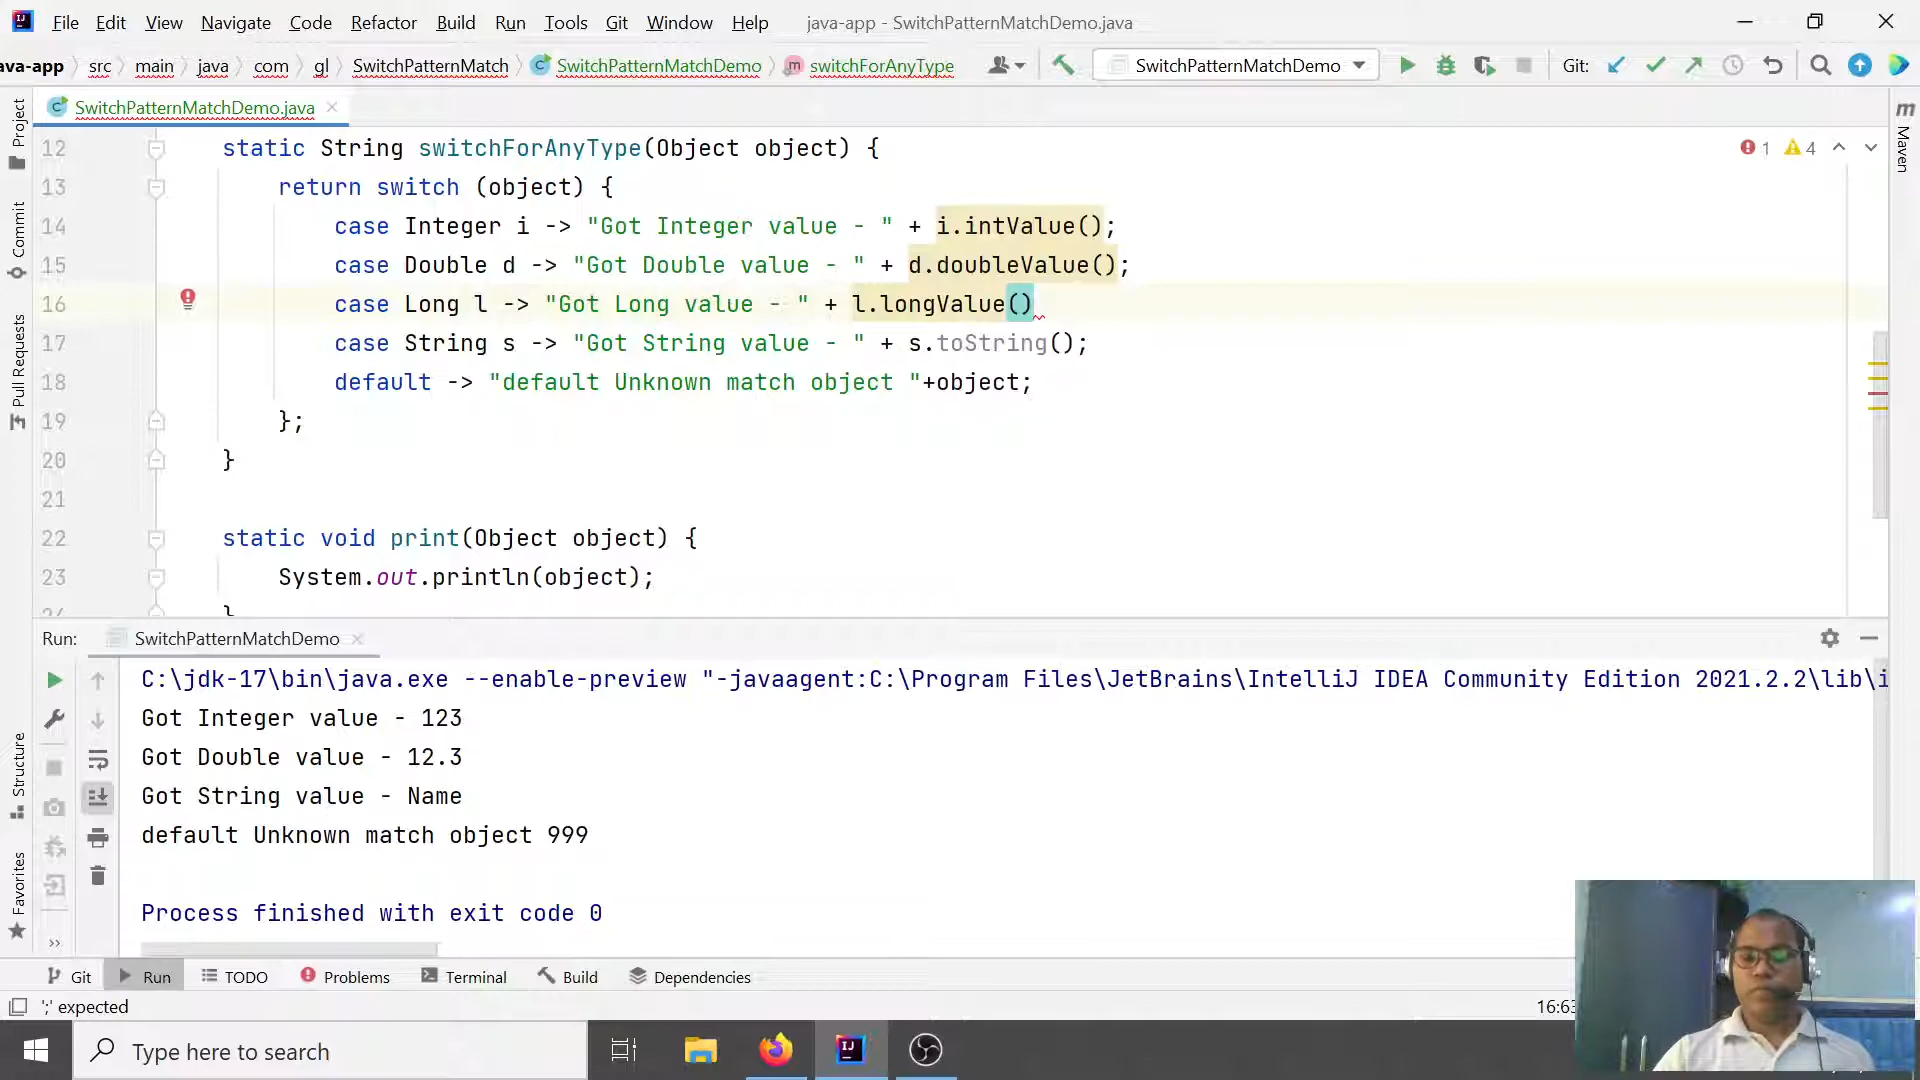 File Edit View Navigate Code Refactor Build Run Tools Git Window Help java-app - SwitchPatternMatchDemo.java
ava-app src main java com gl SwitchPatternMatch SwitchPatternMatchDemo switchForAnyType SwitchPatternMatchDemo Git:
SwitchPatternMatchDemo.java
Project
Commit
Pull Requests
Structure
Favorites
Maven
1 4
12 static String switchForAnyType(Object object) {
13 return switch (object) {
14 case Integer i -> "Got Integer value - " + i.intValue();
15 case Double d -> "Got Double value - " + d.doubleValue();
16 case Long l -> "Got Long value - " + l.longValue()
17 case String s -> "Got String value - " + s.toString();
18 default -> "default Unknown match object "+object;
19 };
20 }
21
22 static void print(Object object) {
23 System.out.println(object);
24 }
Run: SwitchPatternMatchDemo
C:\jdk-17\bin\java.exe --enable-preview "-javaagent:C:\Program Files\JetBrains\IntelliJ IDEA Community Edition 2021.2.2\lib\i
Got Integer value - 123
Got Double value - 12.3
Got String value - Name
default Unknown match object 999
Process finished with exit code 0
Git Run TODO Problems Terminal Build Dependencies
';' expected 16:63
Type here to search